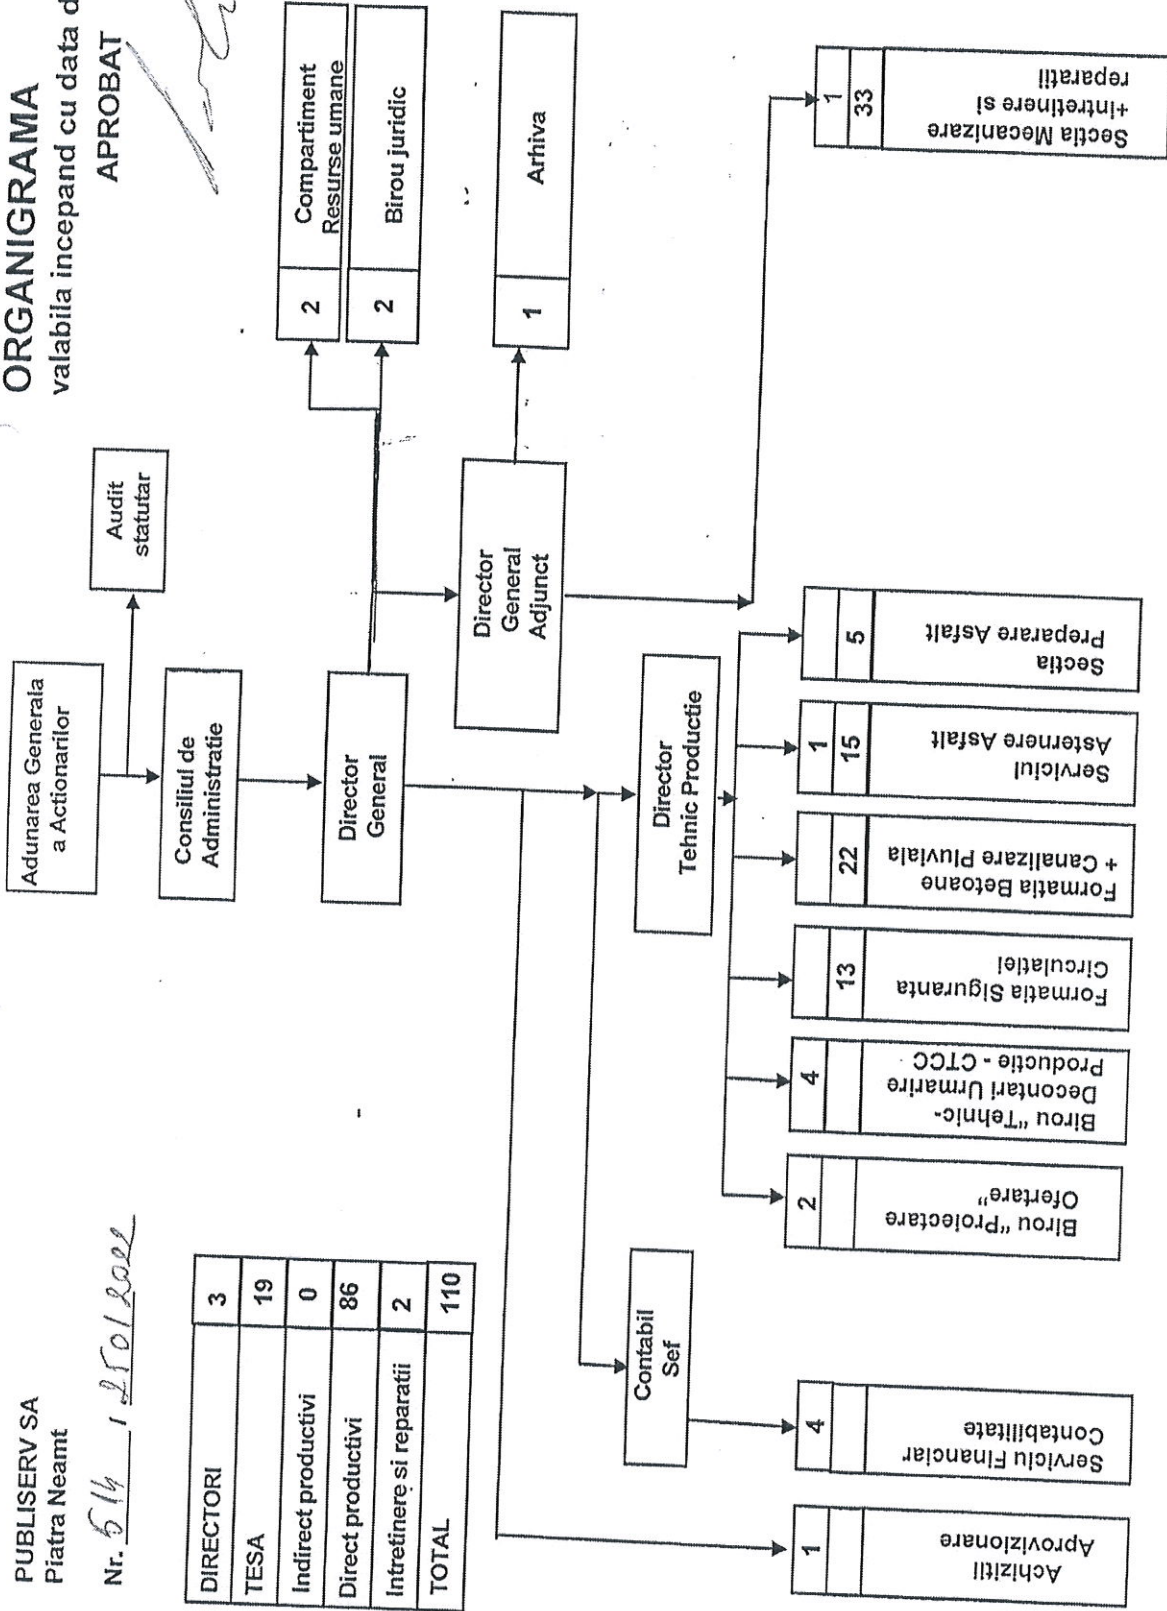 PUBLISERV SA
Piatra Neamt
Nr. 514 / 25012022
ORGANIGRAMA
valabila incepand cu data d
APROBAT
Adunarea Generala
a Actionarilor
Audit
statutar
Consiliul de
Administratie
Director
General
2
Compartiment
Resurse umane
2
Birou juridic
Director
General
Adjunct
1
Arhiva
DIRECTORI 3
TESA 19
Indirect productivi 0
Direct productivi 86
Intretinere si reparatii 2
TOTAL 110
Contabil
Sef
Director
Tehnic Productie
1
Achizitii
Aprovizionare
4
Serviciu Financiar
Contabilitate
2
Birou "Proiectare
Ofertare"
4
Birou "Tehnic-
Decontari Urmarire
Productie - CTCC
13
Formatia Siguranta
Circulatiei
22
Formatia Betoane
+ Canalizare Pluviala
1
15
Serviciul
Asternere Asfalt
5
Sectia
Preparare Asfalt
1
33
Sectia Mecanizare
+Intretinere si
reparatii